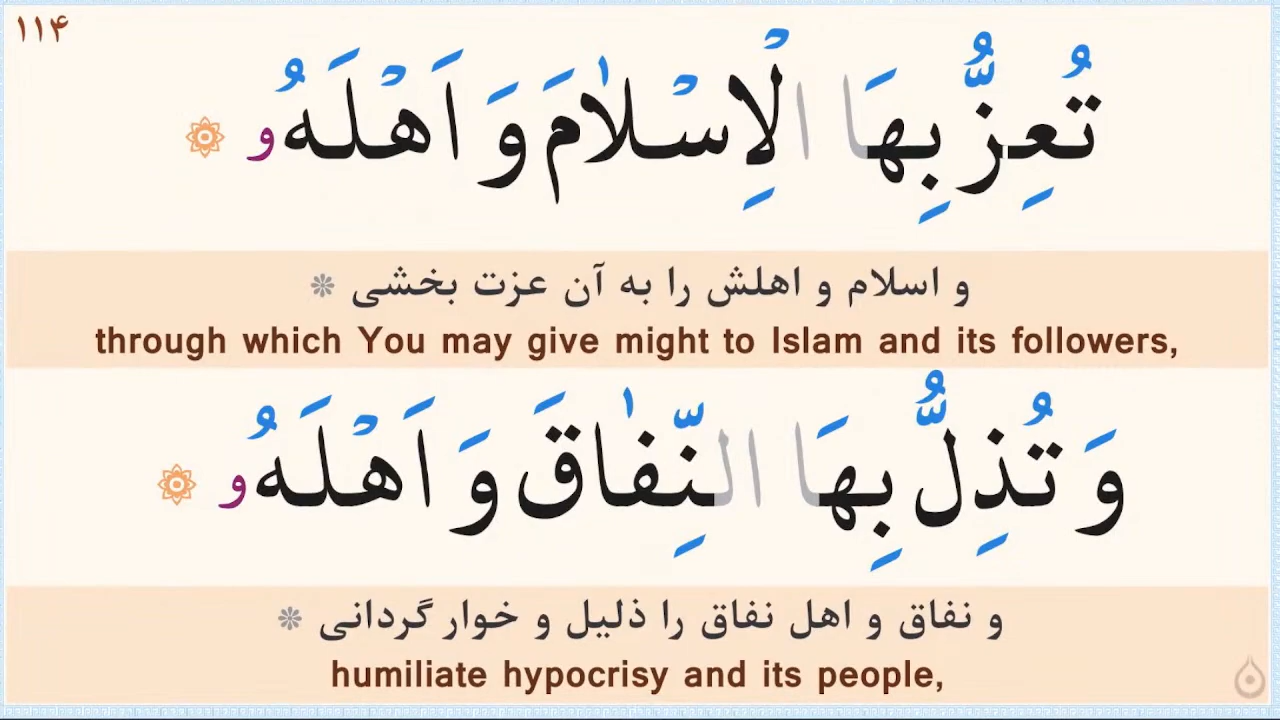 ۱۱۴
تُعِزُّ بِهَا الْاِسْلٰامَ وَ اَهْلَهُ و
و اسلام و اهلش را به آن عزت بخشی
through which You may give might to Islam and its followers,
وَ تُذِلُّ بِهَا النِّفٰاقَ وَ اَهْلَهُ و
و نفاق و اهل نفاق را ذلیل و خوار گردانی
humiliate hypocrisy and its people,